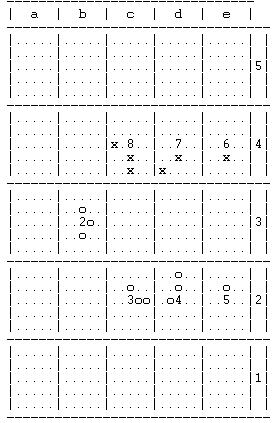 -------------------------------
|  a  |  b  |  c  |  d  |  e  |
|-----|-----|-----|-----|-----|--
|.....|.....|.....|.....|.....| |
|.....|.....|.....|.....|.....| |
|.....|.....|.....|.....|.....|5|
|.....|.....|.....|.....|.....| |
|.....|.....|.....|.....|.....| |
|-----|-----|-----|-----|-----|-|
|.....|.....|.....|.....|.....| |
|.....|.....|.....|.....|.....| |
|.....|.....|x.8..|..7..|..6..|4|
|.....|.....|..x..|..x..|..x..| |
|.....|.....|..x..|x....|.....| |
|-----|-----|-----|-----|-----|-|
|.....|.....|.....|.....|.....| |
|.....|..o..|.....|.....|.....| |
|.....|..2o.|.....|.....|.....|3|
|.....|..o..|.....|.....|.....| |
|.....|.....|.....|.....|.....| |
|-----|-----|-----|-----|-----|-|
|.....|.....|.....|..o..|.....| |
|.....|.....|..o..|..o..|..o..| |
|.....|.....|..3oo|.o4..|..5..|2|
|.....|.....|.....|.....|.....| |
|.....|.....|.....|.....|.....| |
|-----|-----|-----|-----|-----|-|
|.....|.....|.....|.....|.....| |
|.....|.....|.....|.....|.....| |
|.....|.....|.....|.....|.....|1|
|.....|.....|.....|.....|.....| |
|.....|.....|.....|.....|.....| |
---------------------------------